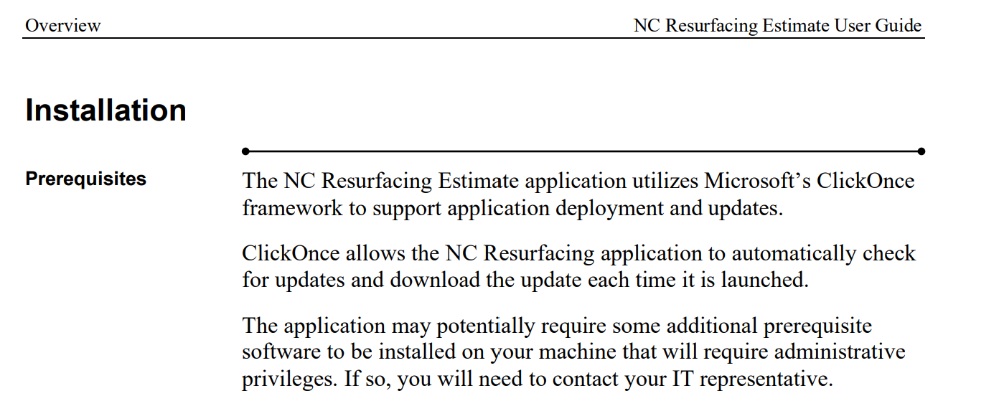 Overview
NC Resurfacing Estimate User Guide
Installation
Prerequisites
The NC Resurfacing Estimate application utilizes Microsoft’s ClickOnce
framework to support application deployment and updates.
ClickOnce allows the NC Resurfacing application to automatically check
for updates and download the update each time it is launched.
The application may potentially require some additional prerequisite
software to be installed on your machine that will require administrative
privileges. If so, you will need to contact your IT representative.